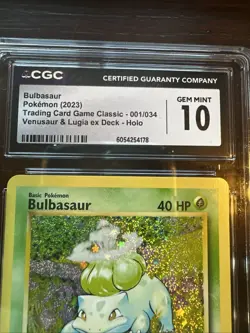 CGC
CERTIFIED GUARANTY COMPANY
Bulbasaur
Pokémon (2023)
Trading Card Game Classic - 001/034
Venusaur & Lugia ex Deck - Holo
6054254178
GEM MINT
10
Basic Pokémon
Bulbasaur
40 HP